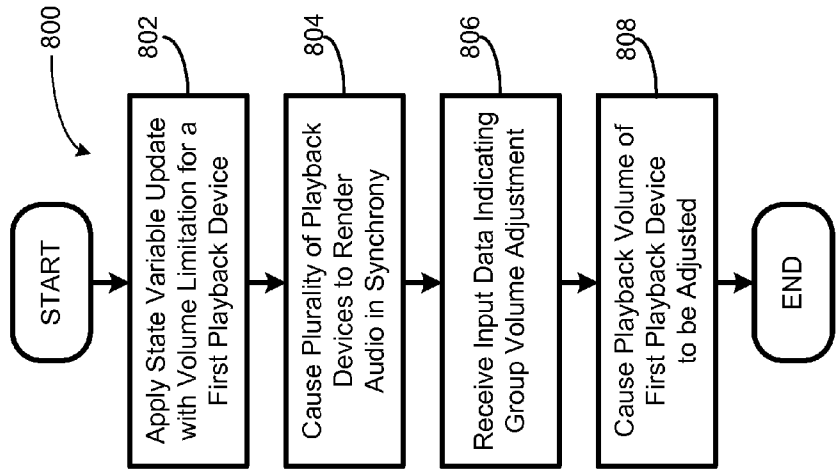 800
START
802
Apply State Variable Update
with Volume Limitation for a
First Playback Device
804
Cause Plurality of Playback
Devices to Render
Audio in Synchrony
806
Receive Input Data Indicating
Group Volume Adjustment
808
Cause Playback Volume of
First Playback Device
to be Adjusted
END